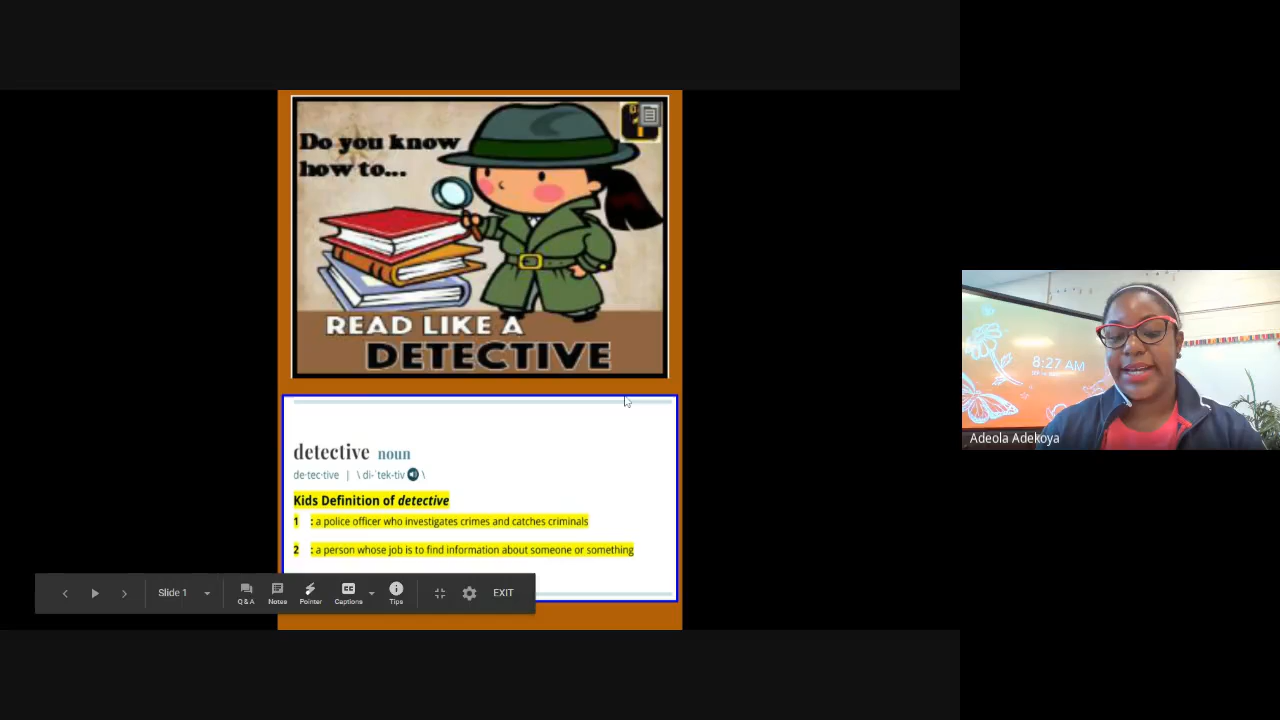 Do you know
how to...
READ LIKE A
DETECTIVE
detective noun
de·tec·tive | \ di-ˈtek-tiv \
Kids Definition of detective
1 : a police officer who investigates crimes and catches criminals
2 : a person whose job is to find information about someone or something
Slide 1
Q&A
Notes
Pointer
CC
Captions
Tips
EXIT
8:27 AM
Adeola Adekoya